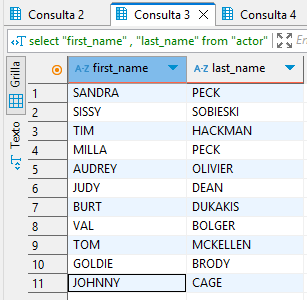 Consulta 2 Consulta 3 Consulta 4
select "first_name" , "last_name" from "actor"
Grilla
Texto
A-Z first_name A-Z last_name
1 SANDRA PECK
2 SISSY SOBIESKI
3 TIM HACKMAN
4 MILLA PECK
5 AUDREY OLIVIER
6 JUDY DEAN
7 BURT DUKAKIS
8 VAL BOLGER
9 TOM MCKELLEN
10 GOLDIE BRODY
11 JOHNNY CAGE